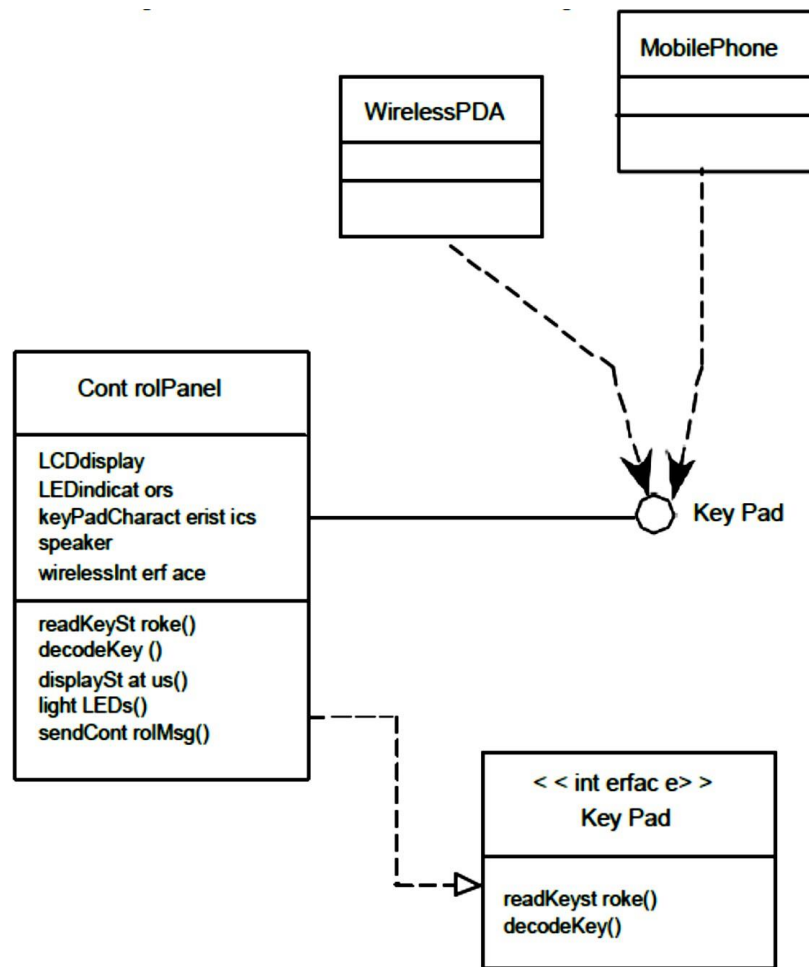 MobilePhone
WirelessPDA
Cont rolPanel
LCDdisplay
LEDindicat ors
keyPadCharact erist ics
speaker
wirelessInt erf ace
Key Pad
readKeySt roke()
decodeKey ()
displaySt at us()
light LEDs()
sendCont rolMsg()
< < int erfac e> >
Key Pad
readKeyst roke()
decodeKey()